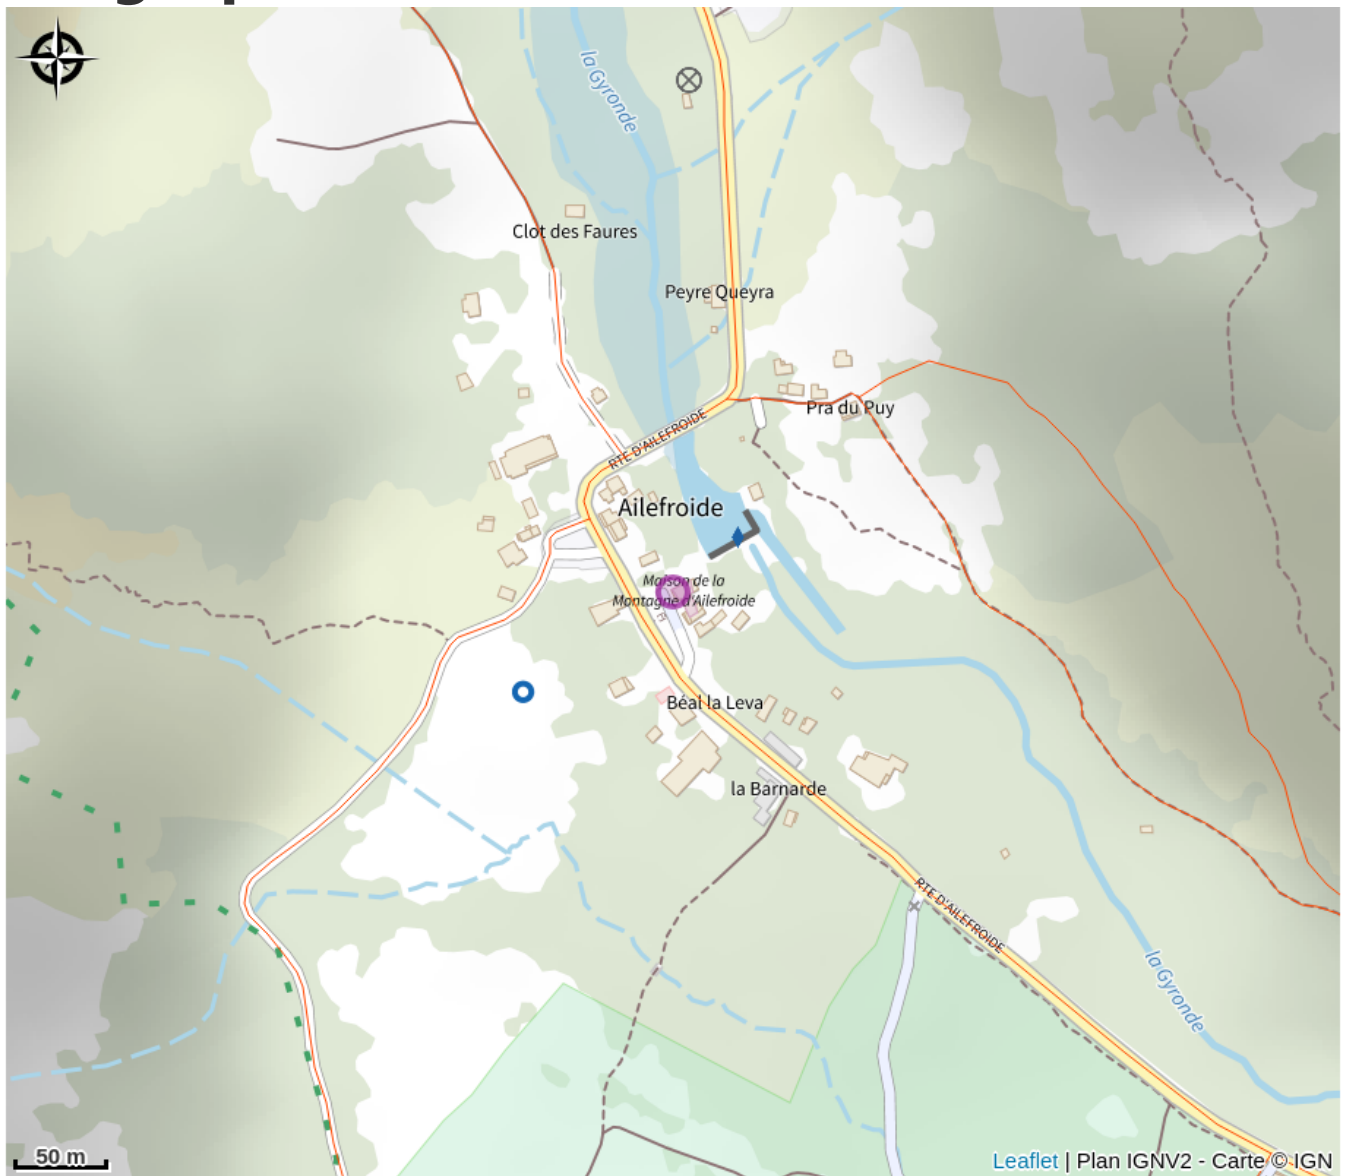 la Gyronde
Clot des Faures
Peyre Queyra
Pra du Puy
RTE D'AILEFROIDE
Ailefroide
Maison de la
Montagne d'Ailefroide
H
Béal la Leva
la Barnarde
RTE D'AILEFROIDE
la Gyronde
50 m
Leaflet | Plan IGNV2 - Carte © IGN